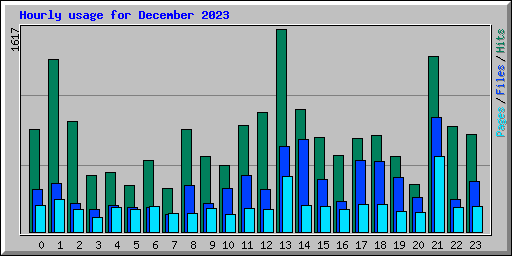 Hourly usage for December 2023
1617
Pages/Files/Hits
0 1 2 3 4 5 6 7 8 9 10 11 12 13 14 15 16 17 18 19 20 21 22 23